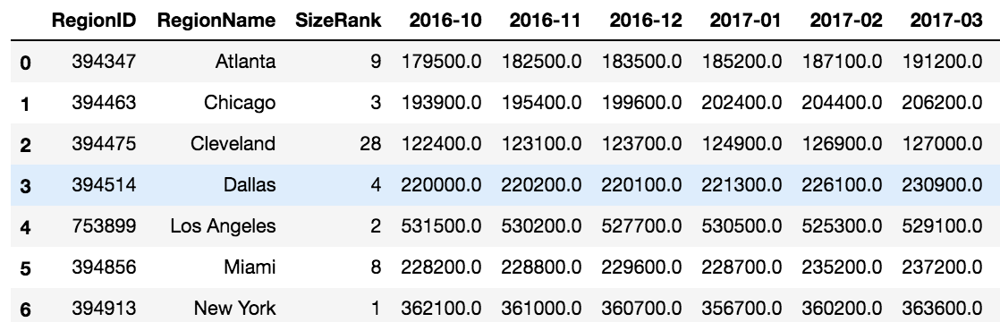 RegionID RegionName SizeRank 2016-10 2016-11 2016-12 2017-01 2017-02 2017-03
0 394347 Atlanta 9 179500.0 182500.0 183500.0 185200.0 187100.0 191200.0
1 394463 Chicago 3 193900.0 195400.0 199600.0 202400.0 204400.0 206200.0
2 394475 Cleveland 28 122400.0 123100.0 123700.0 124900.0 126900.0 127000.0
3 394514 Dallas 4 220000.0 220200.0 220100.0 221300.0 226100.0 230900.0
4 753899 Los Angeles 2 531500.0 530200.0 527700.0 530500.0 525300.0 529100.0
5 394856 Miami 8 228200.0 228800.0 229600.0 228700.0 235200.0 237200.0
6 394913 New York 1 362100.0 361000.0 360700.0 356700.0 360200.0 363600.0